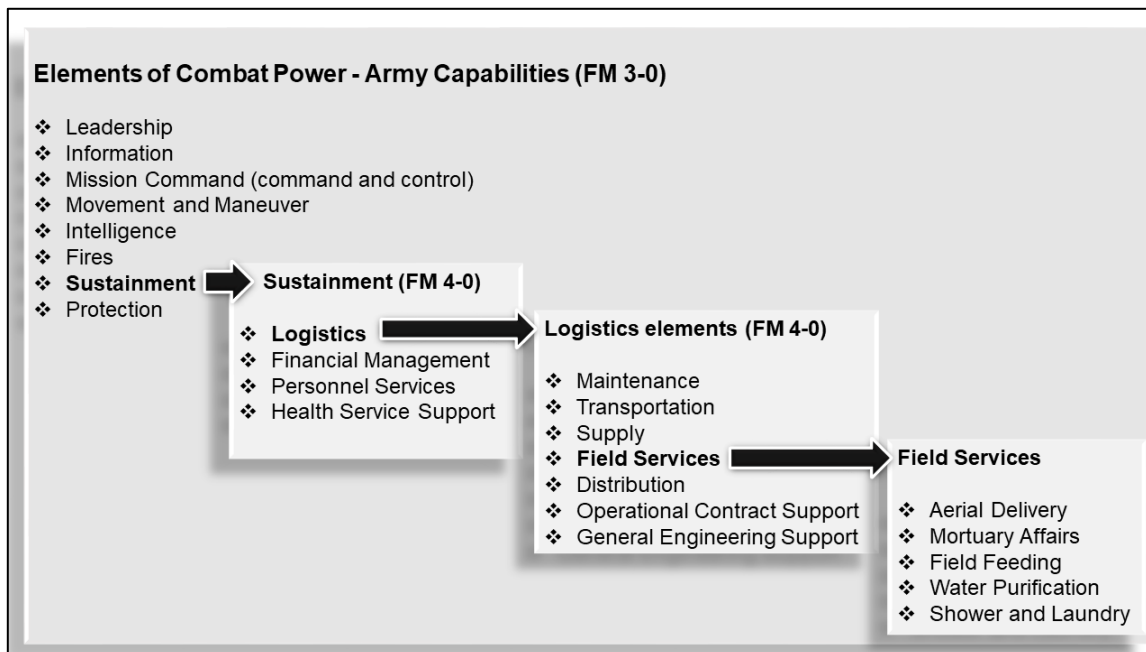 Elements of Combat Power - Army Capabilities (FM 3-0)
❖ Leadership
❖ Information
❖ Mission Command (command and control)
❖ Movement and Maneuver
❖ Intelligence
❖ Fires
❖ Sustainment
❖ Protection
Sustainment (FM 4-0)
❖ Logistics
❖ Financial Management
❖ Personnel Services
❖ Health Service Support
Logistics elements (FM 4-0)
❖ Maintenance
❖ Transportation
❖ Supply
❖ Field Services
❖ Distribution
❖ Operational Contract Support
❖ General Engineering Support
Field Services
❖ Aerial Delivery
❖ Mortuary Affairs
❖ Field Feeding
❖ Water Purification
❖ Shower and Laundry